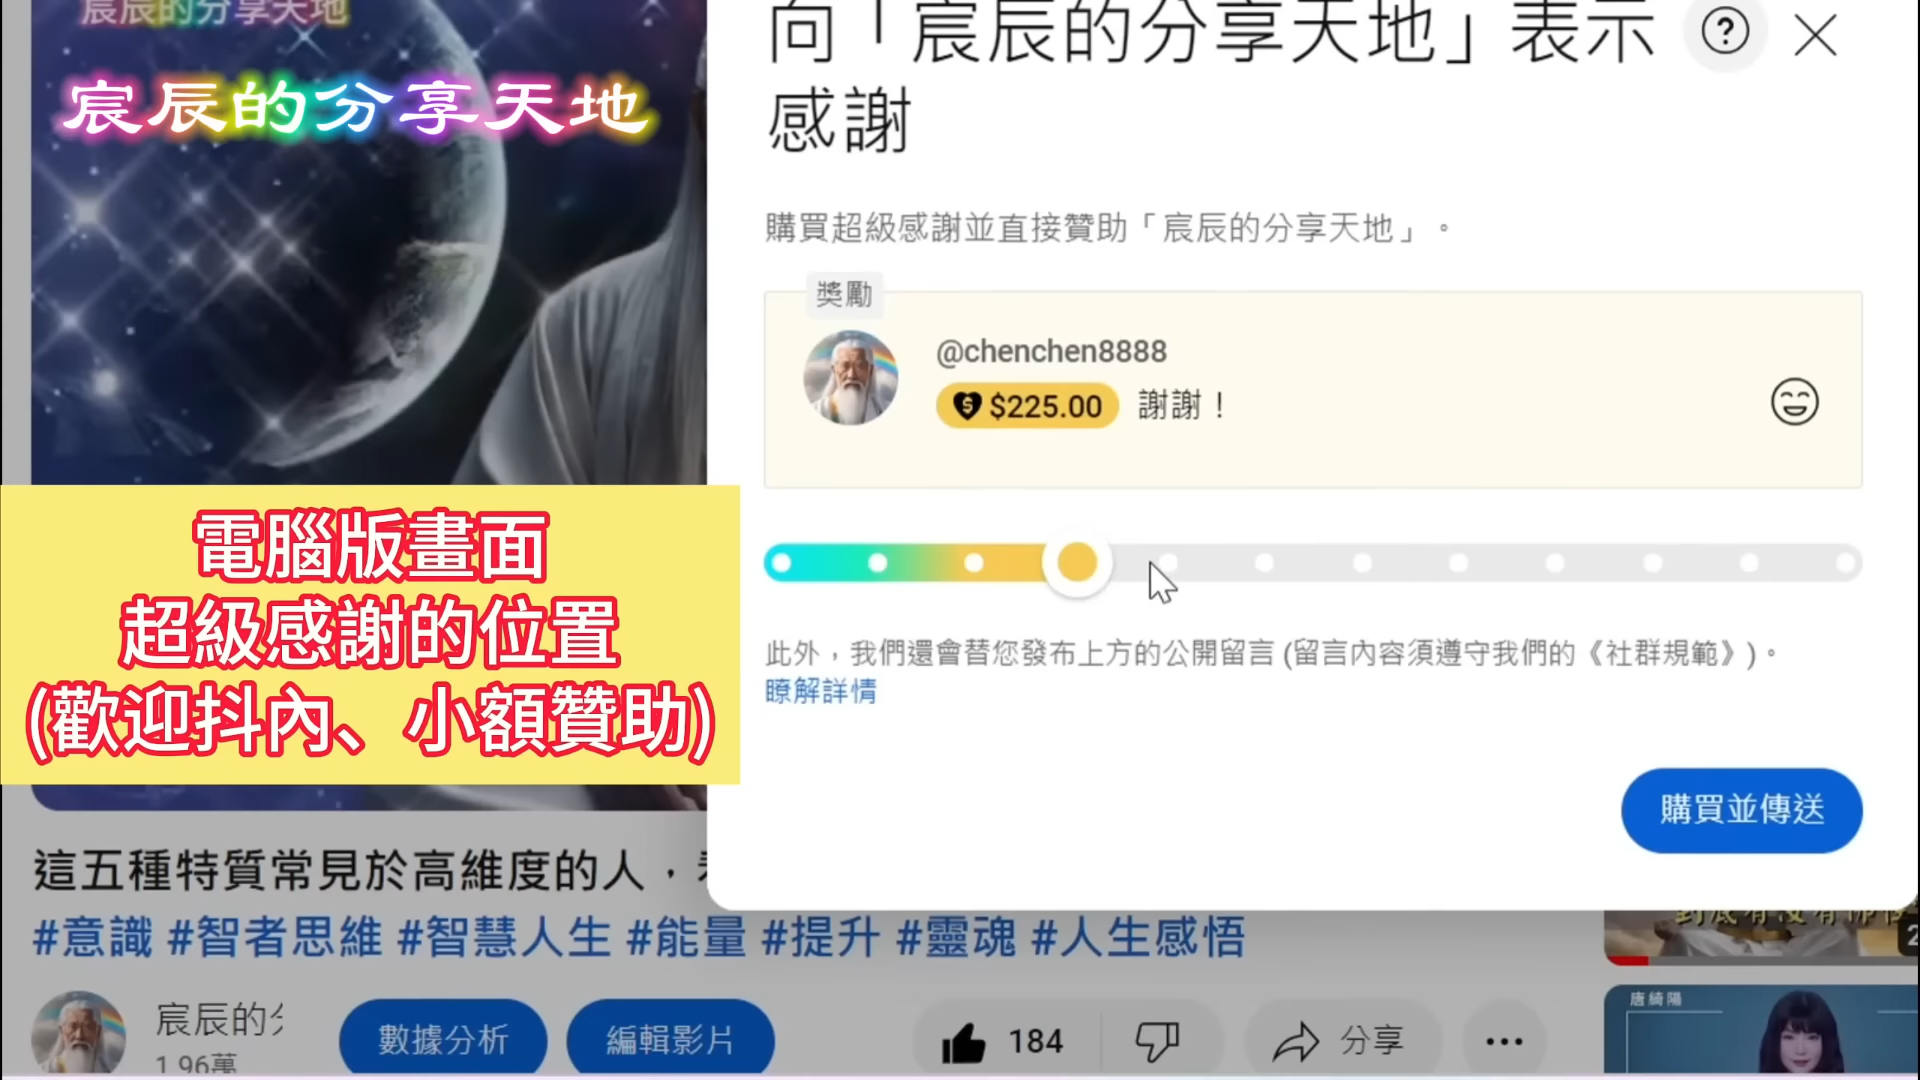 宸辰的分享天地
宸辰的分享天地
向「宸辰的分享天地」表示
感謝
購買超級感謝並直接贊助「宸辰的分享天地」。
獎勵
@chenchen8888
$225.00 謝謝！
電腦版畫面
超級感謝的位置
(歡迎抖內、小額贊助)
此外，我們還會替您發布上方的公開留言 (留言內容須遵守我們的《社群規範》)。
瞭解詳情
購買並傳送
這五種特質常見於高維度的人，
#意識 #智者思維 #智慧人生 #能量 #提升 #靈魂 #人生感悟
宸辰的
1.96萬
數據分析
編輯影片
184
分享
唐綺陽